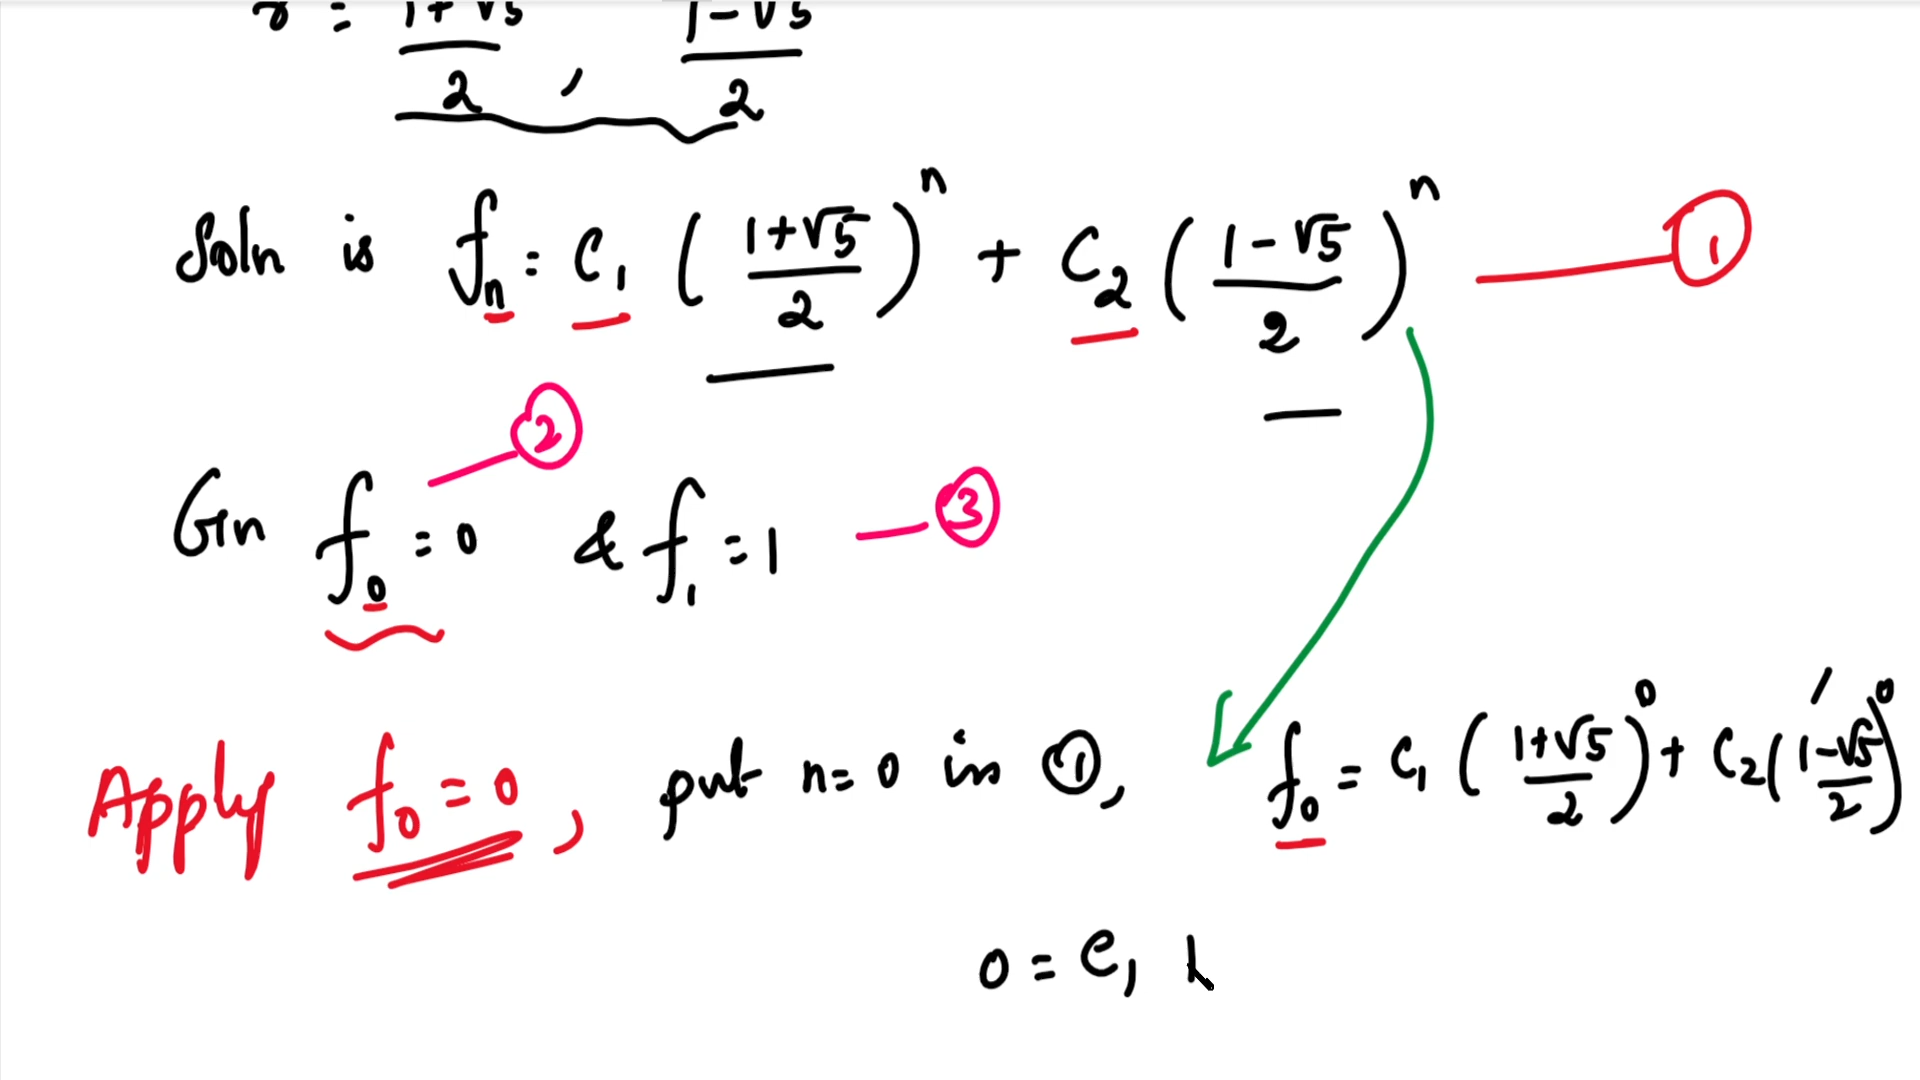 r = (1+√5)/2 , (1-√5)/2
Soln is fₙ = C₁ ( (1+√5)/2 )ⁿ + C₂ ( (1-√5)/2 )ⁿ — ①
Gn f₀ = 0 — ② & f₁ = 1 — ③
Apply f₀ = 0 , put n = 0 in ①, f₀ = C₁ ( (1+√5)/2 )⁰ + C₂ ( (1-√5)/2 )⁰
0 = C₁